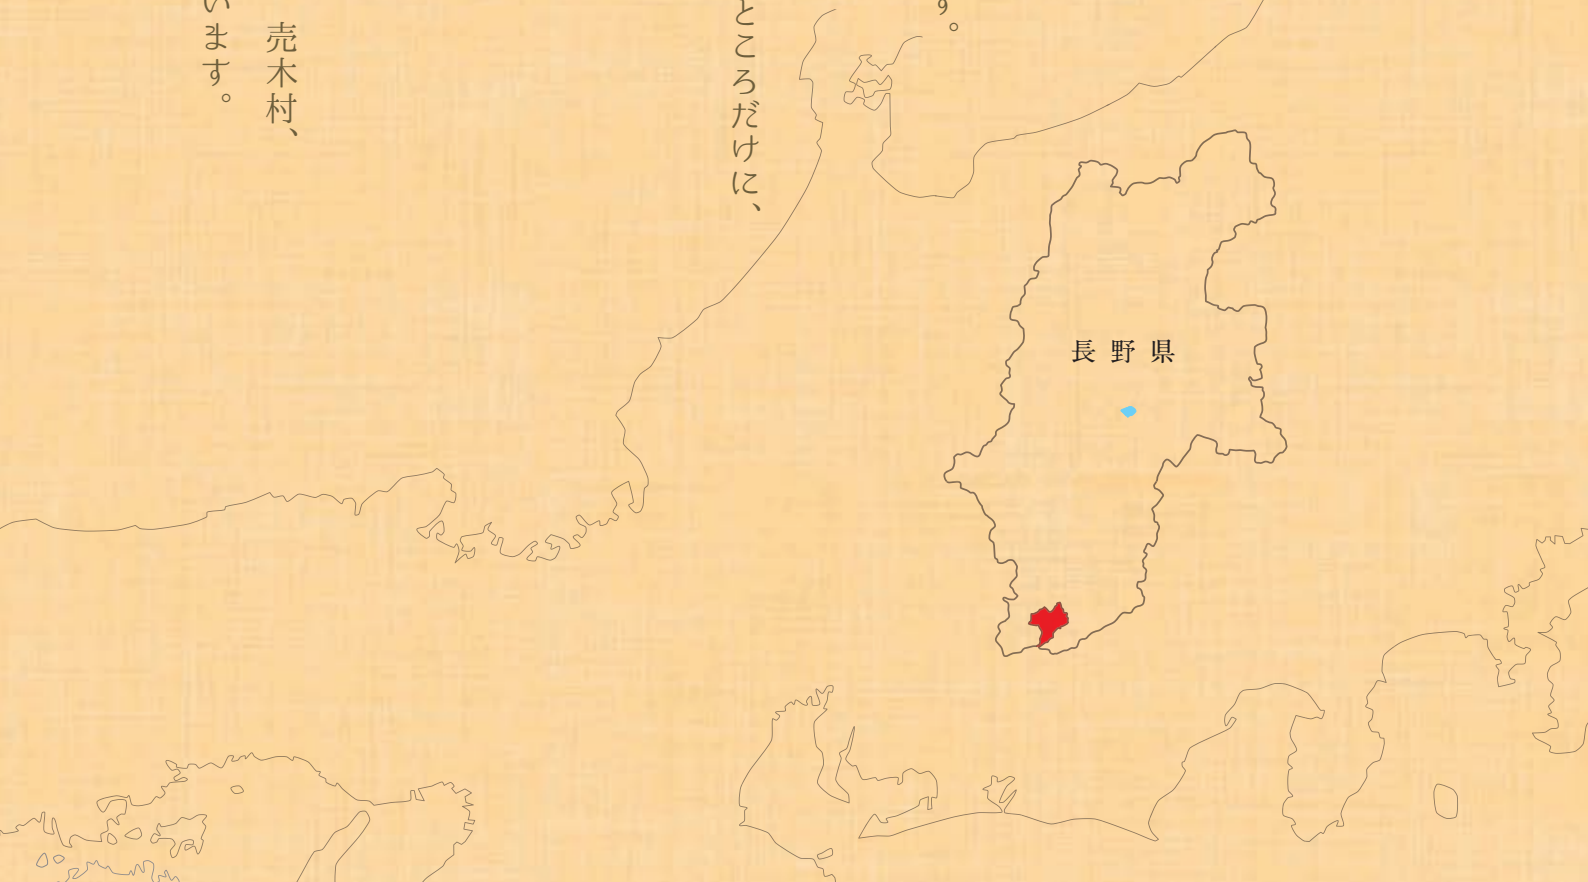 す。
ところだけに、
売木村、
います。
長野県